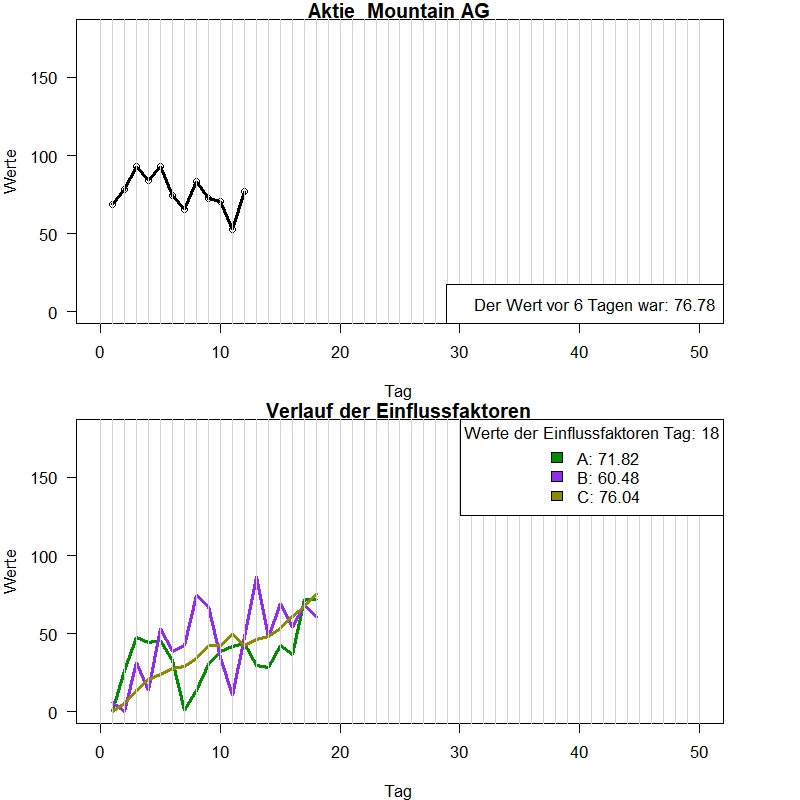 Aktie  Mountain AG
Werte
150
100
50
0
Der Wert vor 6 Tagen war: 76.78
0 10 20 30 40 50
Tag
Verlauf der Einflussfaktoren
Werte
150
100
50
0
Werte der Einflussfaktoren Tag: 18
A: 71.82
B: 60.48
C: 76.04
0 10 20 30 40 50
Tag